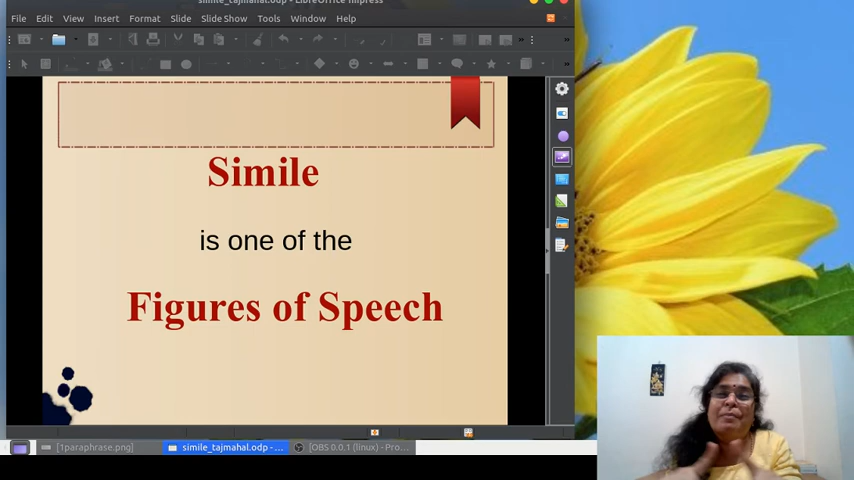 simile_tajmahal.odp - LibreOffice Impress
File Edit View Insert Format Slide Slide Show Tools Window Help
Simile
is one of the
Figures of Speech
[1paraphrase.png]
simile_tajmahal.odp - ...
[OBS 0.0.1 (linux) - Pro...